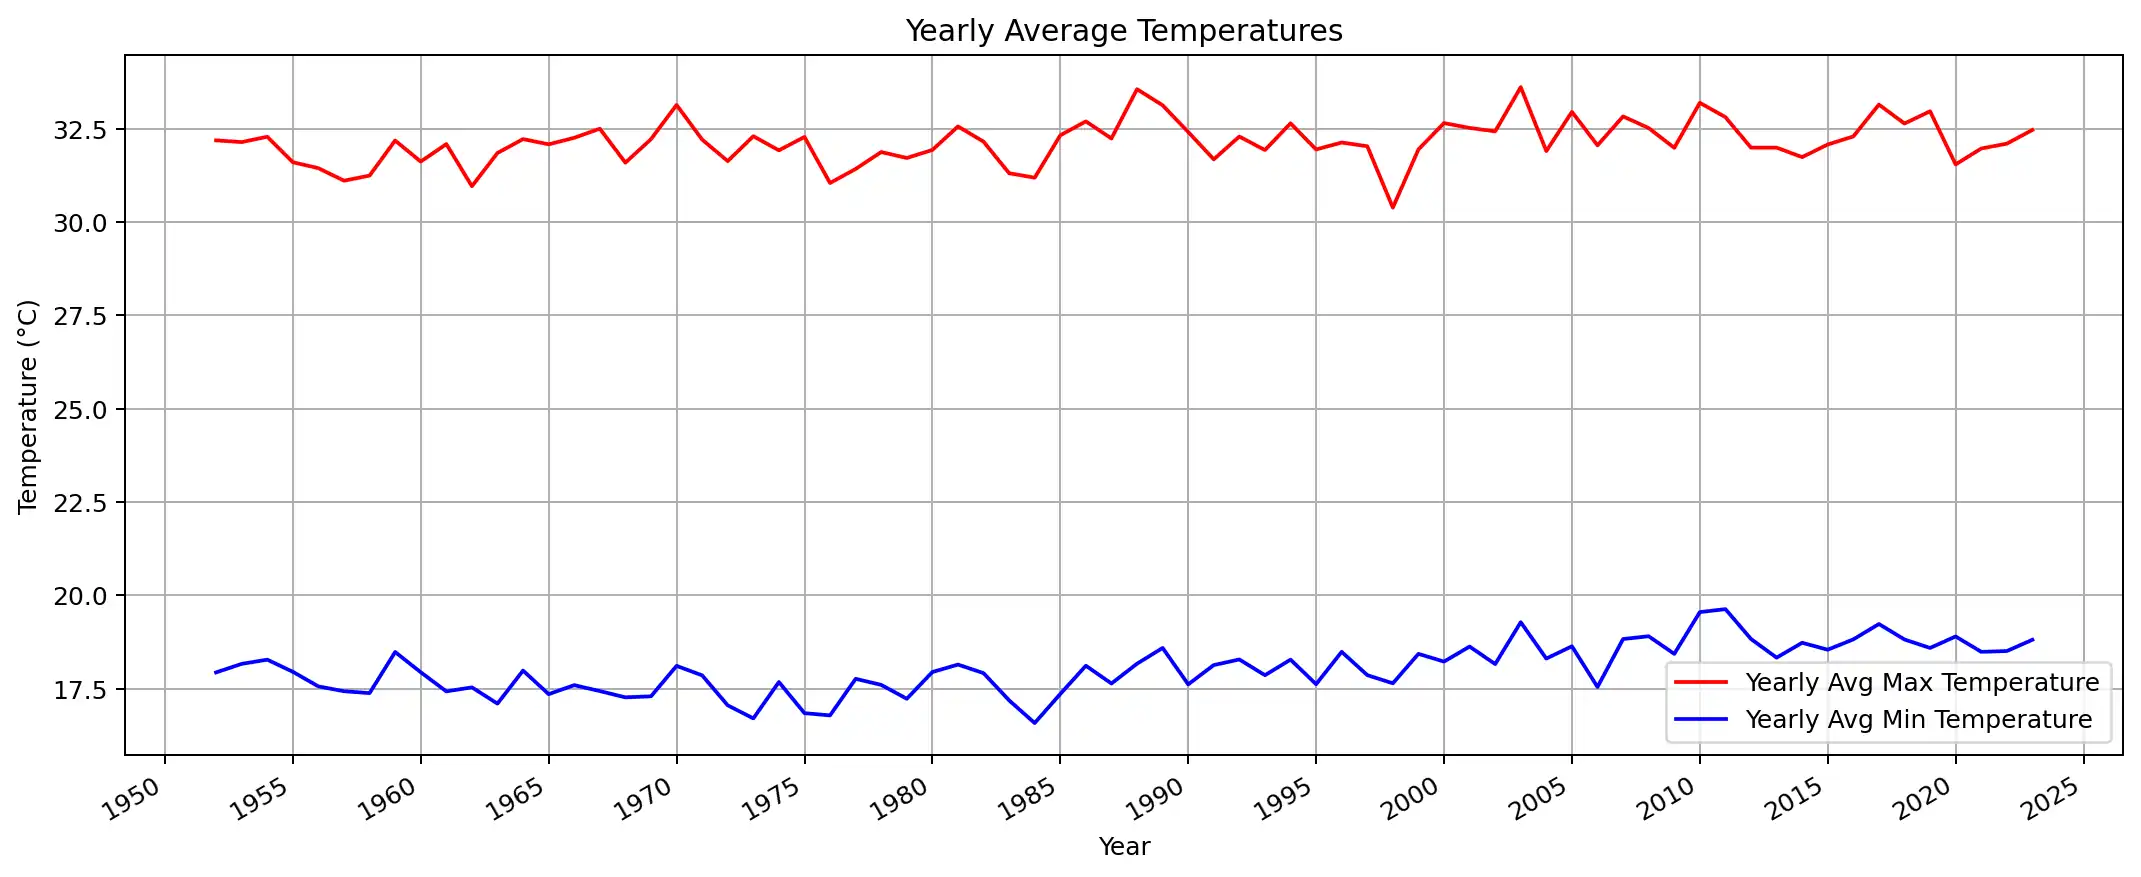 Yearly Average Temperatures
Temperature (°C)
32.5
30.0
27.5
25.0
22.5
20.0
17.5
Yearly Avg Max Temperature
Yearly Avg Min Temperature
1950 1955 1960 1965 1970 1975 1980 1985 1990 1995 2000 2005 2010 2015 2020 2025
Year